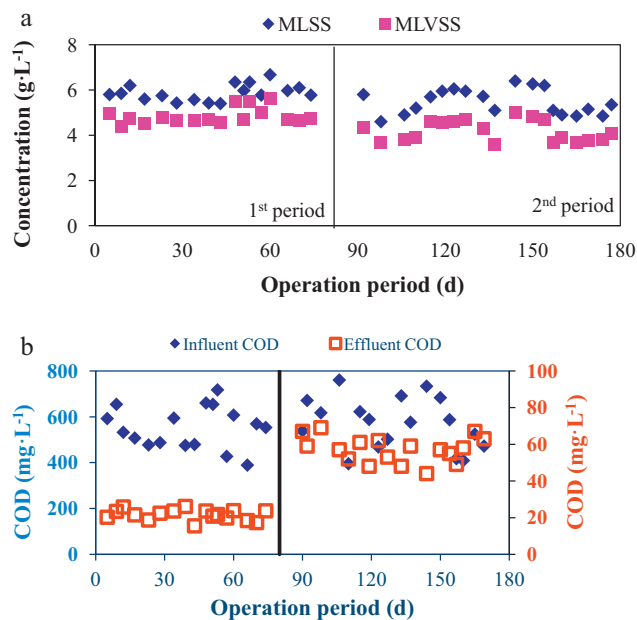 a
MLSS
MLVSS
8
6
4
2
0
Concentration (g·L-1)
1st period
2nd period
0
30
60
90
120
150
180
Operation period (d)
b
Influent COD
Effluent COD
800
600
400
200
0
COD (mg·L-1)
100
80
60
40
20
0
COD (mg·L-1)
0
30
60
90
120
150
180
Operation period (d)